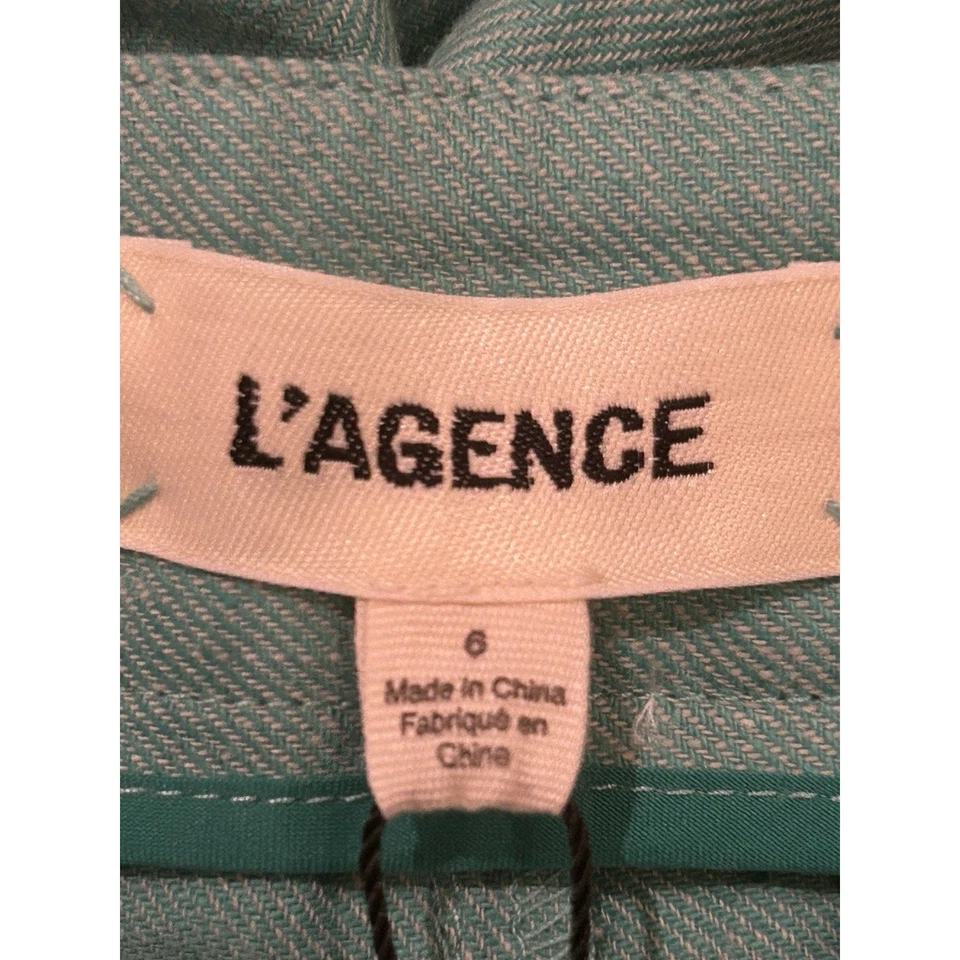 L'AGENCE
6
Made in China
Fabriqué en
Chine